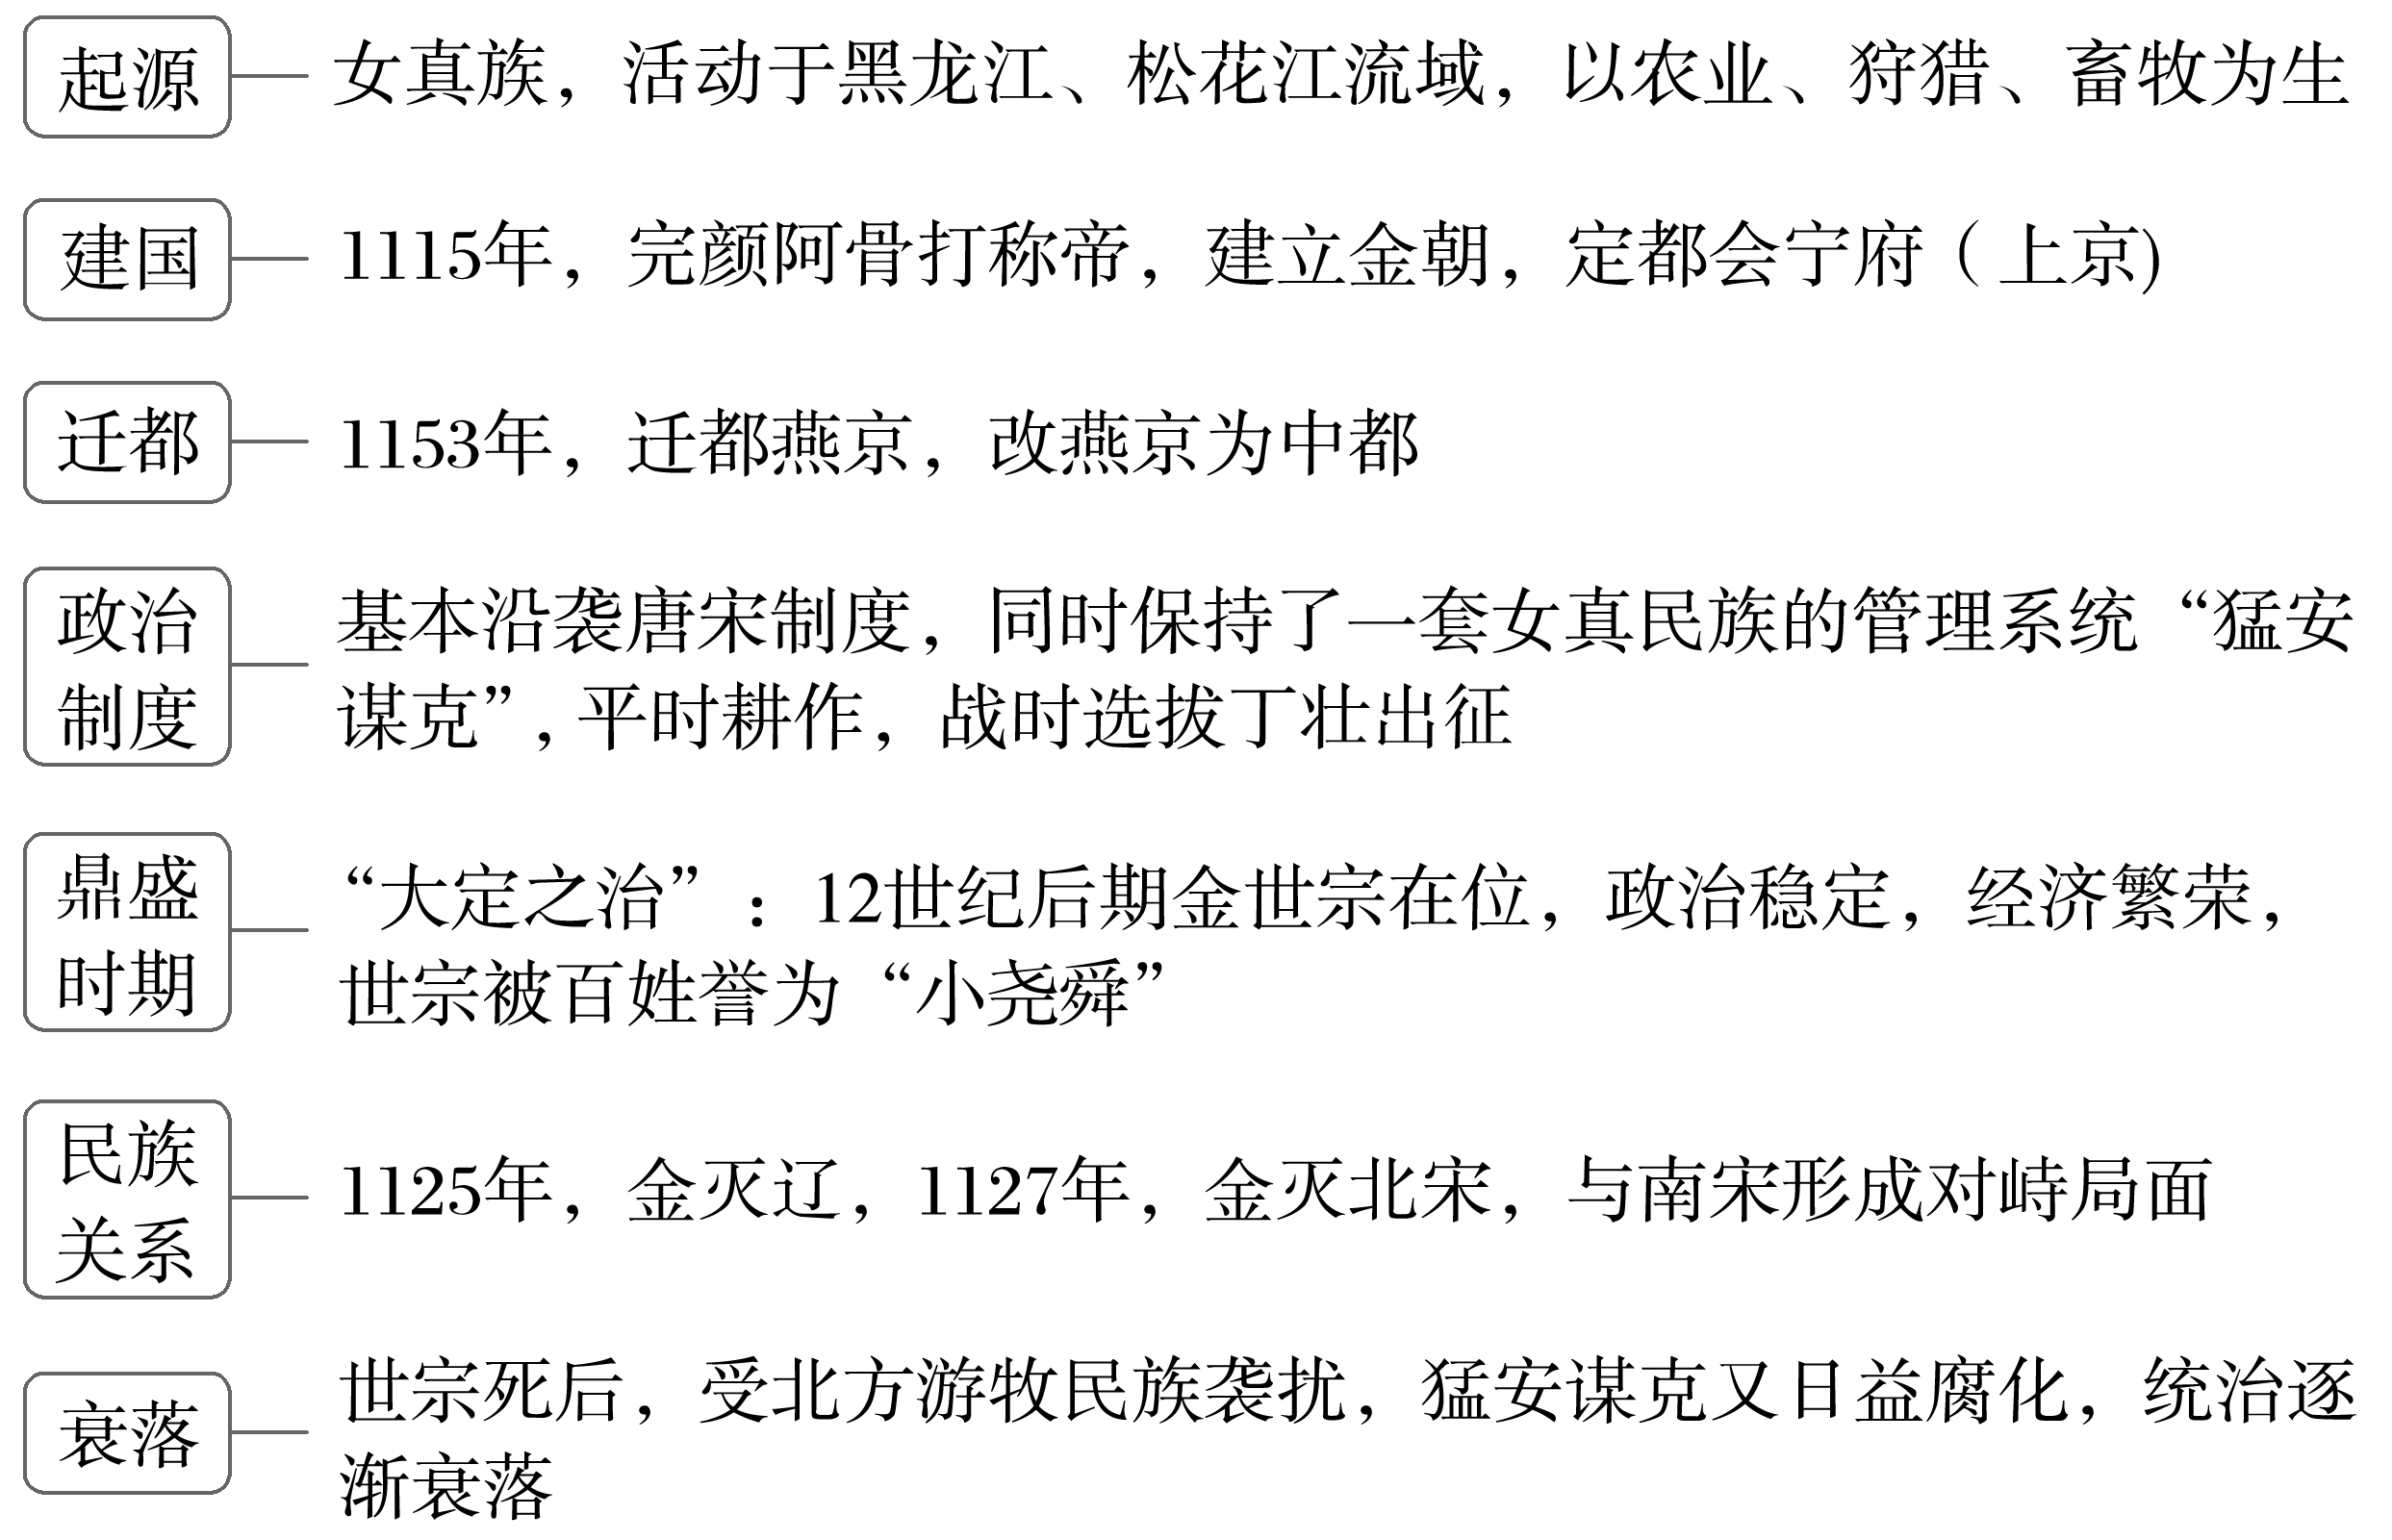 起源
女真族，活动于黑龙江、松花江流域，以农业、狩猎、畜牧为生
建国
1115年，完颜阿骨打称帝，建立金朝，定都会宁府（上京)
迁都
1153年，迁都燕京，改燕京为中都
政治
制度
基本沿袭唐宋制度，同时保持了一套女真民族的管理系统“猛安
谋克”，平时耕作，战时选拔丁壮出征
鼎盛
时期
“大定之治”：12世纪后期金世宗在位，政治稳定，经济繁荣，
世宗被百姓誉为“小尧舜”
民族
关系
1125年，金灭辽，1127年，金灭北宋，与南宋形成对峙局面
衰落
世宗死后，受北方游牧民族袭扰，猛安谋克又日益腐化，统治逐
渐衰落